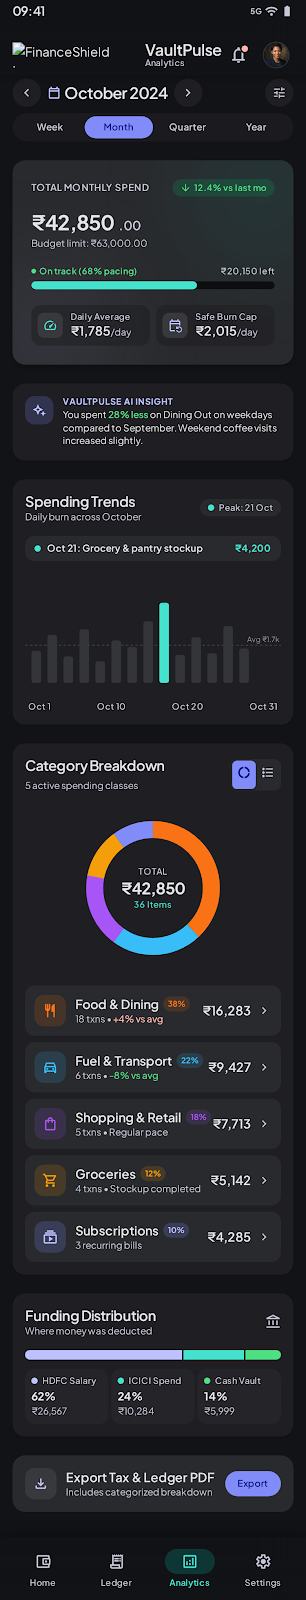 09:41
5G
FinanceShield
VaultPulse
Analytics
October 2024
Week
Month
Quarter
Year
TOTAL MONTHLY SPEND
↓ 12.4% vs last mo
₹42,850 .00
Budget limit: ₹63,000.00
On track (68% pacing)
₹20,150 left
Daily Average
₹1,785/day
Safe Burn Cap
₹2,015/day
VAULTPULSE AI INSIGHT
You spent 28% less on Dining Out on weekdays
compared to September. Weekend coffee visits
increased slightly.
Spending Trends
Daily burn across October
Peak: 21 Oct
Oct 21: Grocery & pantry stockup
₹4,200
Avg ₹1.7k
Oct 1
Oct 10
Oct 20
Oct 31
Category Breakdown
5 active spending classes
TOTAL
₹42,850
36 Items
Food & Dining 38%
18 txns • +4% vs avg
₹16,283
Fuel & Transport 22%
6 txns • -8% vs avg
₹9,427
Shopping & Retail 18%
5 txns • Regular pace
₹7,713
Groceries 12%
4 txns • Stockup completed
₹5,142
Subscriptions 10%
3 recurring bills
₹4,285
Funding Distribution
Where money was deducted
HDFC Salary
62%
₹26,567
ICICI Spend
24%
₹10,284
Cash Vault
14%
₹5,999
Export Tax & Ledger PDF
Includes categorized breakdown
Export
Home
Ledger
Analytics
Settings